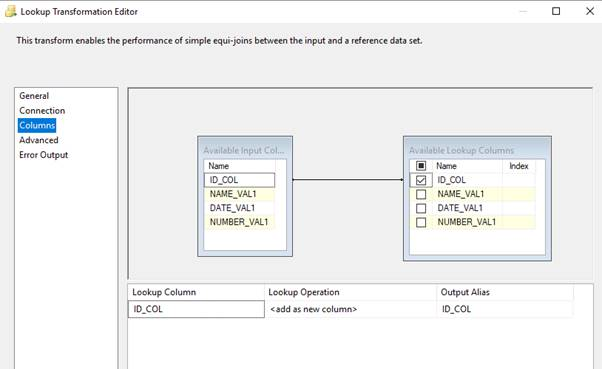 Lookup Transformation Editor
This transform enables the performance of simple equi-joins between the input and a reference data set.
General
Connection
Columns
Advanced
Error Output
Available Input Col...
Name
ID_COL
NAME_VAL1
DATE_VAL1
NUMBER_VAL1
Available Lookup Columns
Name Index
ID_COL
NAME_VAL1
DATE_VAL1
NUMBER_VAL1
Lookup Column Lookup Operation Output Alias
ID_COL <add as new column> ID_COL